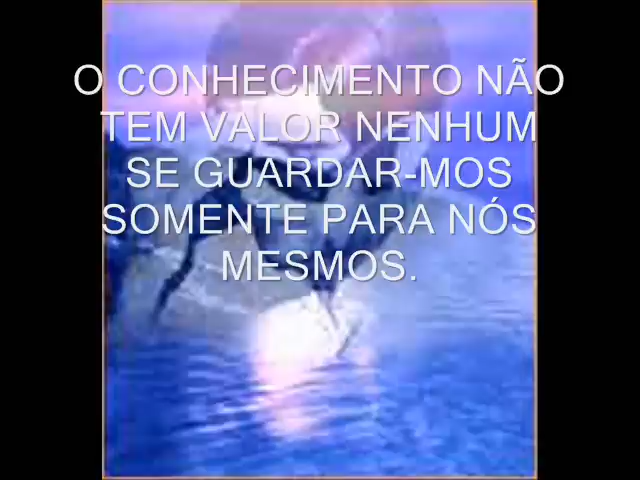 O CONHECIMENTO NÃO
TEM VALOR NENHUM
SE GUARDAR-MOS
SOMENTE PARA NÓS
MESMOS.